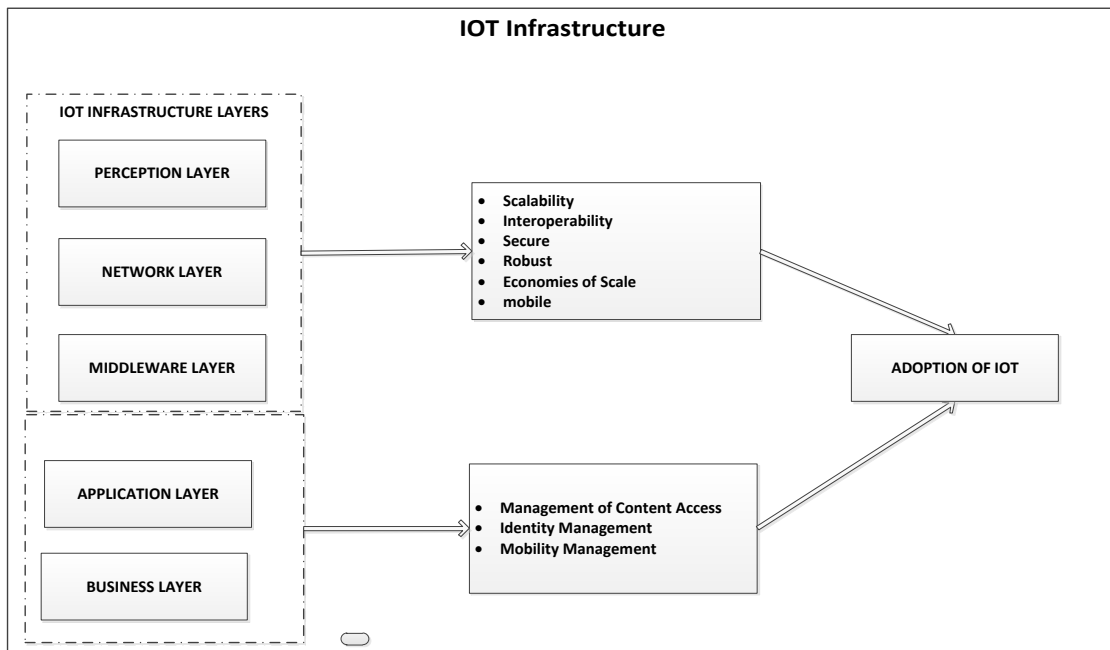 IOT Infrastructure
IOT INFRASTRUCTURE LAYERS
PERCEPTION LAYER
NETWORK LAYER
MIDDLEWARE LAYER
APPLICATION LAYER
BUSINESS LAYER
• Scalability
• Interoperability
• Secure
• Robust
• Economies of Scale
• mobile
• Management of Content Access
• Identity Management
• Mobility Management
ADOPTION OF IOT